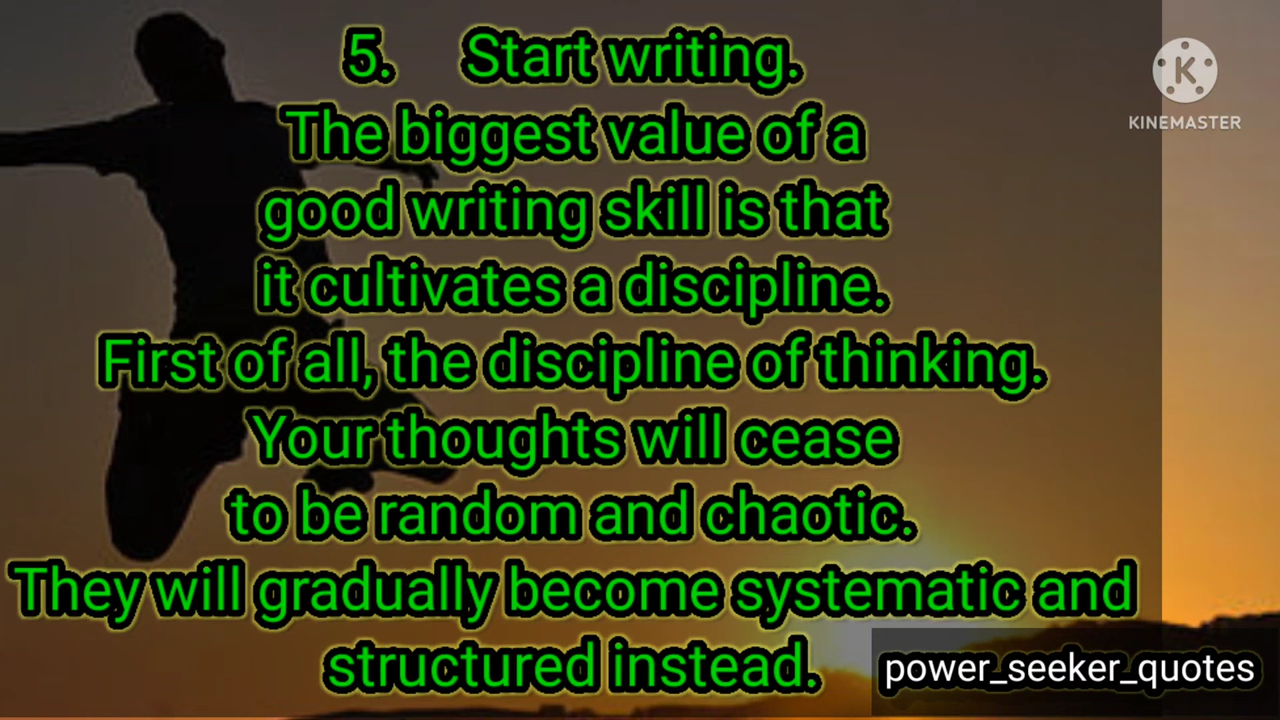 5. Start writing.
The biggest value of a
good writing skill is that
it cultivates a discipline.
First of all, the discipline of thinking.
Your thoughts will cease
to be random and chaotic.
They will gradually become systematic and
structured instead.
K
KINEMASTER
power_seeker_quotes